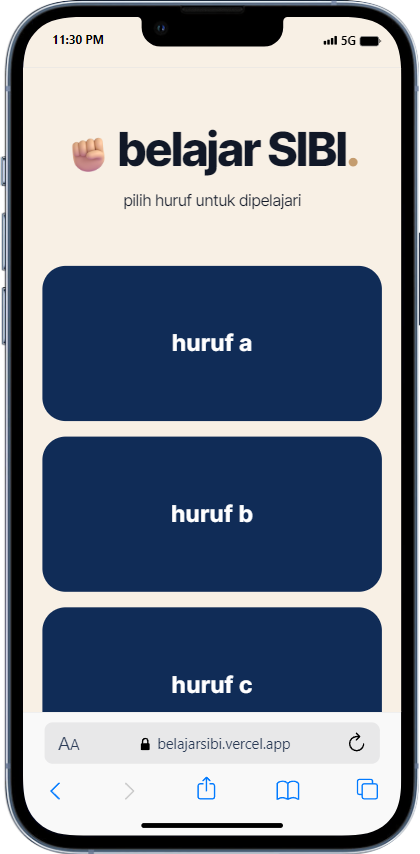 11:30 PM 5G
belajar SIBI.
pilih huruf untuk dipelajari
huruf a
huruf b
huruf c
AA belajarsibi.vercel.app